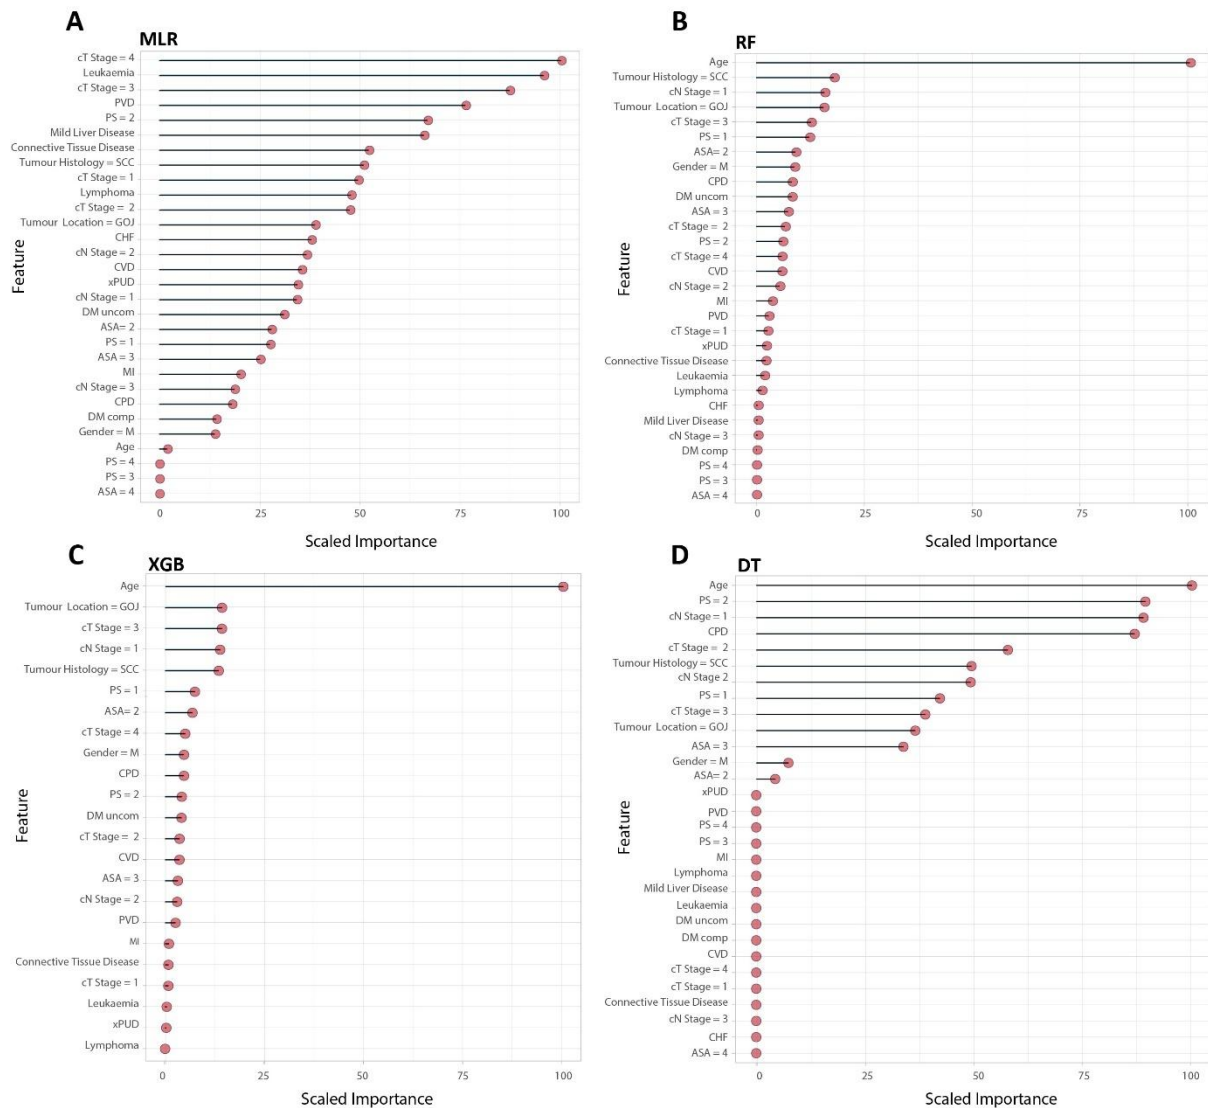 A
MLR
cT Stage = 4
Leukaemia
cT Stage = 3
PVD
PS = 2
Mild Liver Disease
Connective Tissue Disease
Tumour Histology = SCC
cT Stage = 1
Lymphoma
cT Stage = 2
Tumour Location = GOJ
CHF
cN Stage = 2
CVD
xPUD
cN Stage = 1
DM uncom
ASA= 2
PS = 1
ASA = 3
MI
cN Stage = 3
CPD
DM comp
Gender = M
Age
PS = 4
PS = 3
ASA = 4
Feature
0 25 50 75 100
Scaled Importance
B
RF
Age
Tumour Histology = SCC
cN Stage = 1
Tumour Location = GOJ
cT Stage = 3
PS = 1
ASA= 2
Gender = M
CPD
DM uncom
ASA = 3
cT Stage = 2
PS = 2
cT Stage = 4
CVD
cN Stage = 2
MI
PVD
cT Stage = 1
xPUD
Connective Tissue Disease
Leukaemia
Lymphoma
CHF
Mild Liver Disease
cN Stage = 3
DM comp
PS = 4
PS = 3
ASA = 4
Feature
0 25 50 75 100
Scaled Importance
C
XGB
Age
Tumour Location = GOJ
cT Stage = 3
cN Stage = 1
Tumour Histology = SCC
PS = 1
ASA= 2
cT Stage = 4
Gender = M
CPD
PS = 2
DM uncom
cT Stage = 2
CVD
ASA = 3
cN Stage = 2
PVD
MI
Connective Tissue Disease
cT Stage = 1
Leukaemia
xPUD
Lymphoma
Feature
0 25 50 75 100
Scaled Importance
D
DT
Age
PS = 2
cN Stage = 1
CPD
cT Stage = 2
Tumour Histology = SCC
cN Stage 2
PS = 1
cT Stage = 3
Tumour Location = GOJ
ASA = 3
Gender = M
ASA= 2
xPUD
PVD
PS = 4
PS = 3
MI
Lymphoma
Mild Liver Disease
Leukaemia
DM uncom
DM comp
CVD
cT Stage = 4
cT Stage = 1
Connective Tissue Disease
cN Stage = 3
CHF
ASA = 4
Feature
0 25 50 75 100
Scaled Importance